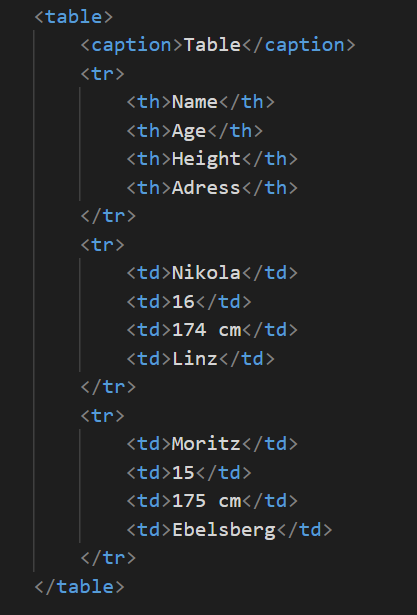 <table>
<caption>Table</caption>
<tr>
<th>Name</th>
<th>Age</th>
<th>Height</th>
<th>Adress</th>
</tr>
<tr>
<td>Nikola</td>
<td>16</td>
<td>174 cm</td>
<td>Linz</td>
</tr>
<tr>
<td>Moritz</td>
<td>15</td>
<td>175 cm</td>
<td>Ebelsberg</td>
</tr>
</table>